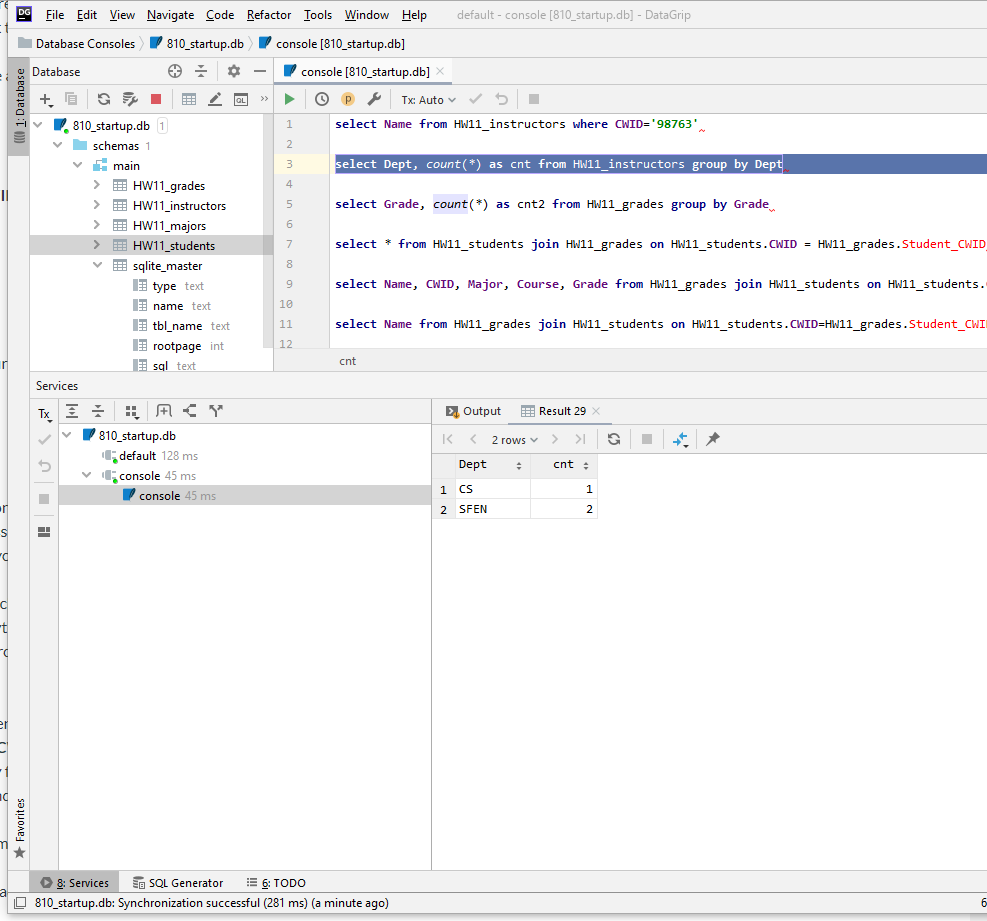 DG File Edit View Navigate Code Refactor Tools Window Help default - console [810_startup.db] - DataGrip
Database Consoles 810_startup.db console [810_startup.db]
1: Database
Database
console [810_startup.db]
Tx: Auto
810_startup.db 1
schemas 1
main
HW11_grades
HW11_instructors
HW11_majors
HW11_students
sqlite_master
type text
name text
tbl_name text
rootpage int
sql text
1 select Name from HW11_instructors where CWID='98763'
2
3 select Dept, count(*) as cnt from HW11_instructors group by Dept
4
5 select Grade, count(*) as cnt2 from HW11_grades group by Grade
6
7 select * from HW11_students join HW11_grades on HW11_students.CWID = HW11_grades.Student_CWID
8
9 select Name, CWID, Major, Course, Grade from HW11_grades join HW11_students on HW11_students.
10
11 select Name from HW11_grades join HW11_students on HW11_students.CWID=HW11_grades.Student_CWI
12
cnt
Services
Tx
810_startup.db
default 128 ms
console 45 ms
console 45 ms
Output Result 29
2 rows
Dept cnt
1 CS 1
2 SFEN 2
Favorites
8: Services SQL Generator 6: TODO
810_startup.db: Synchronization successful (281 ms) (a minute ago)